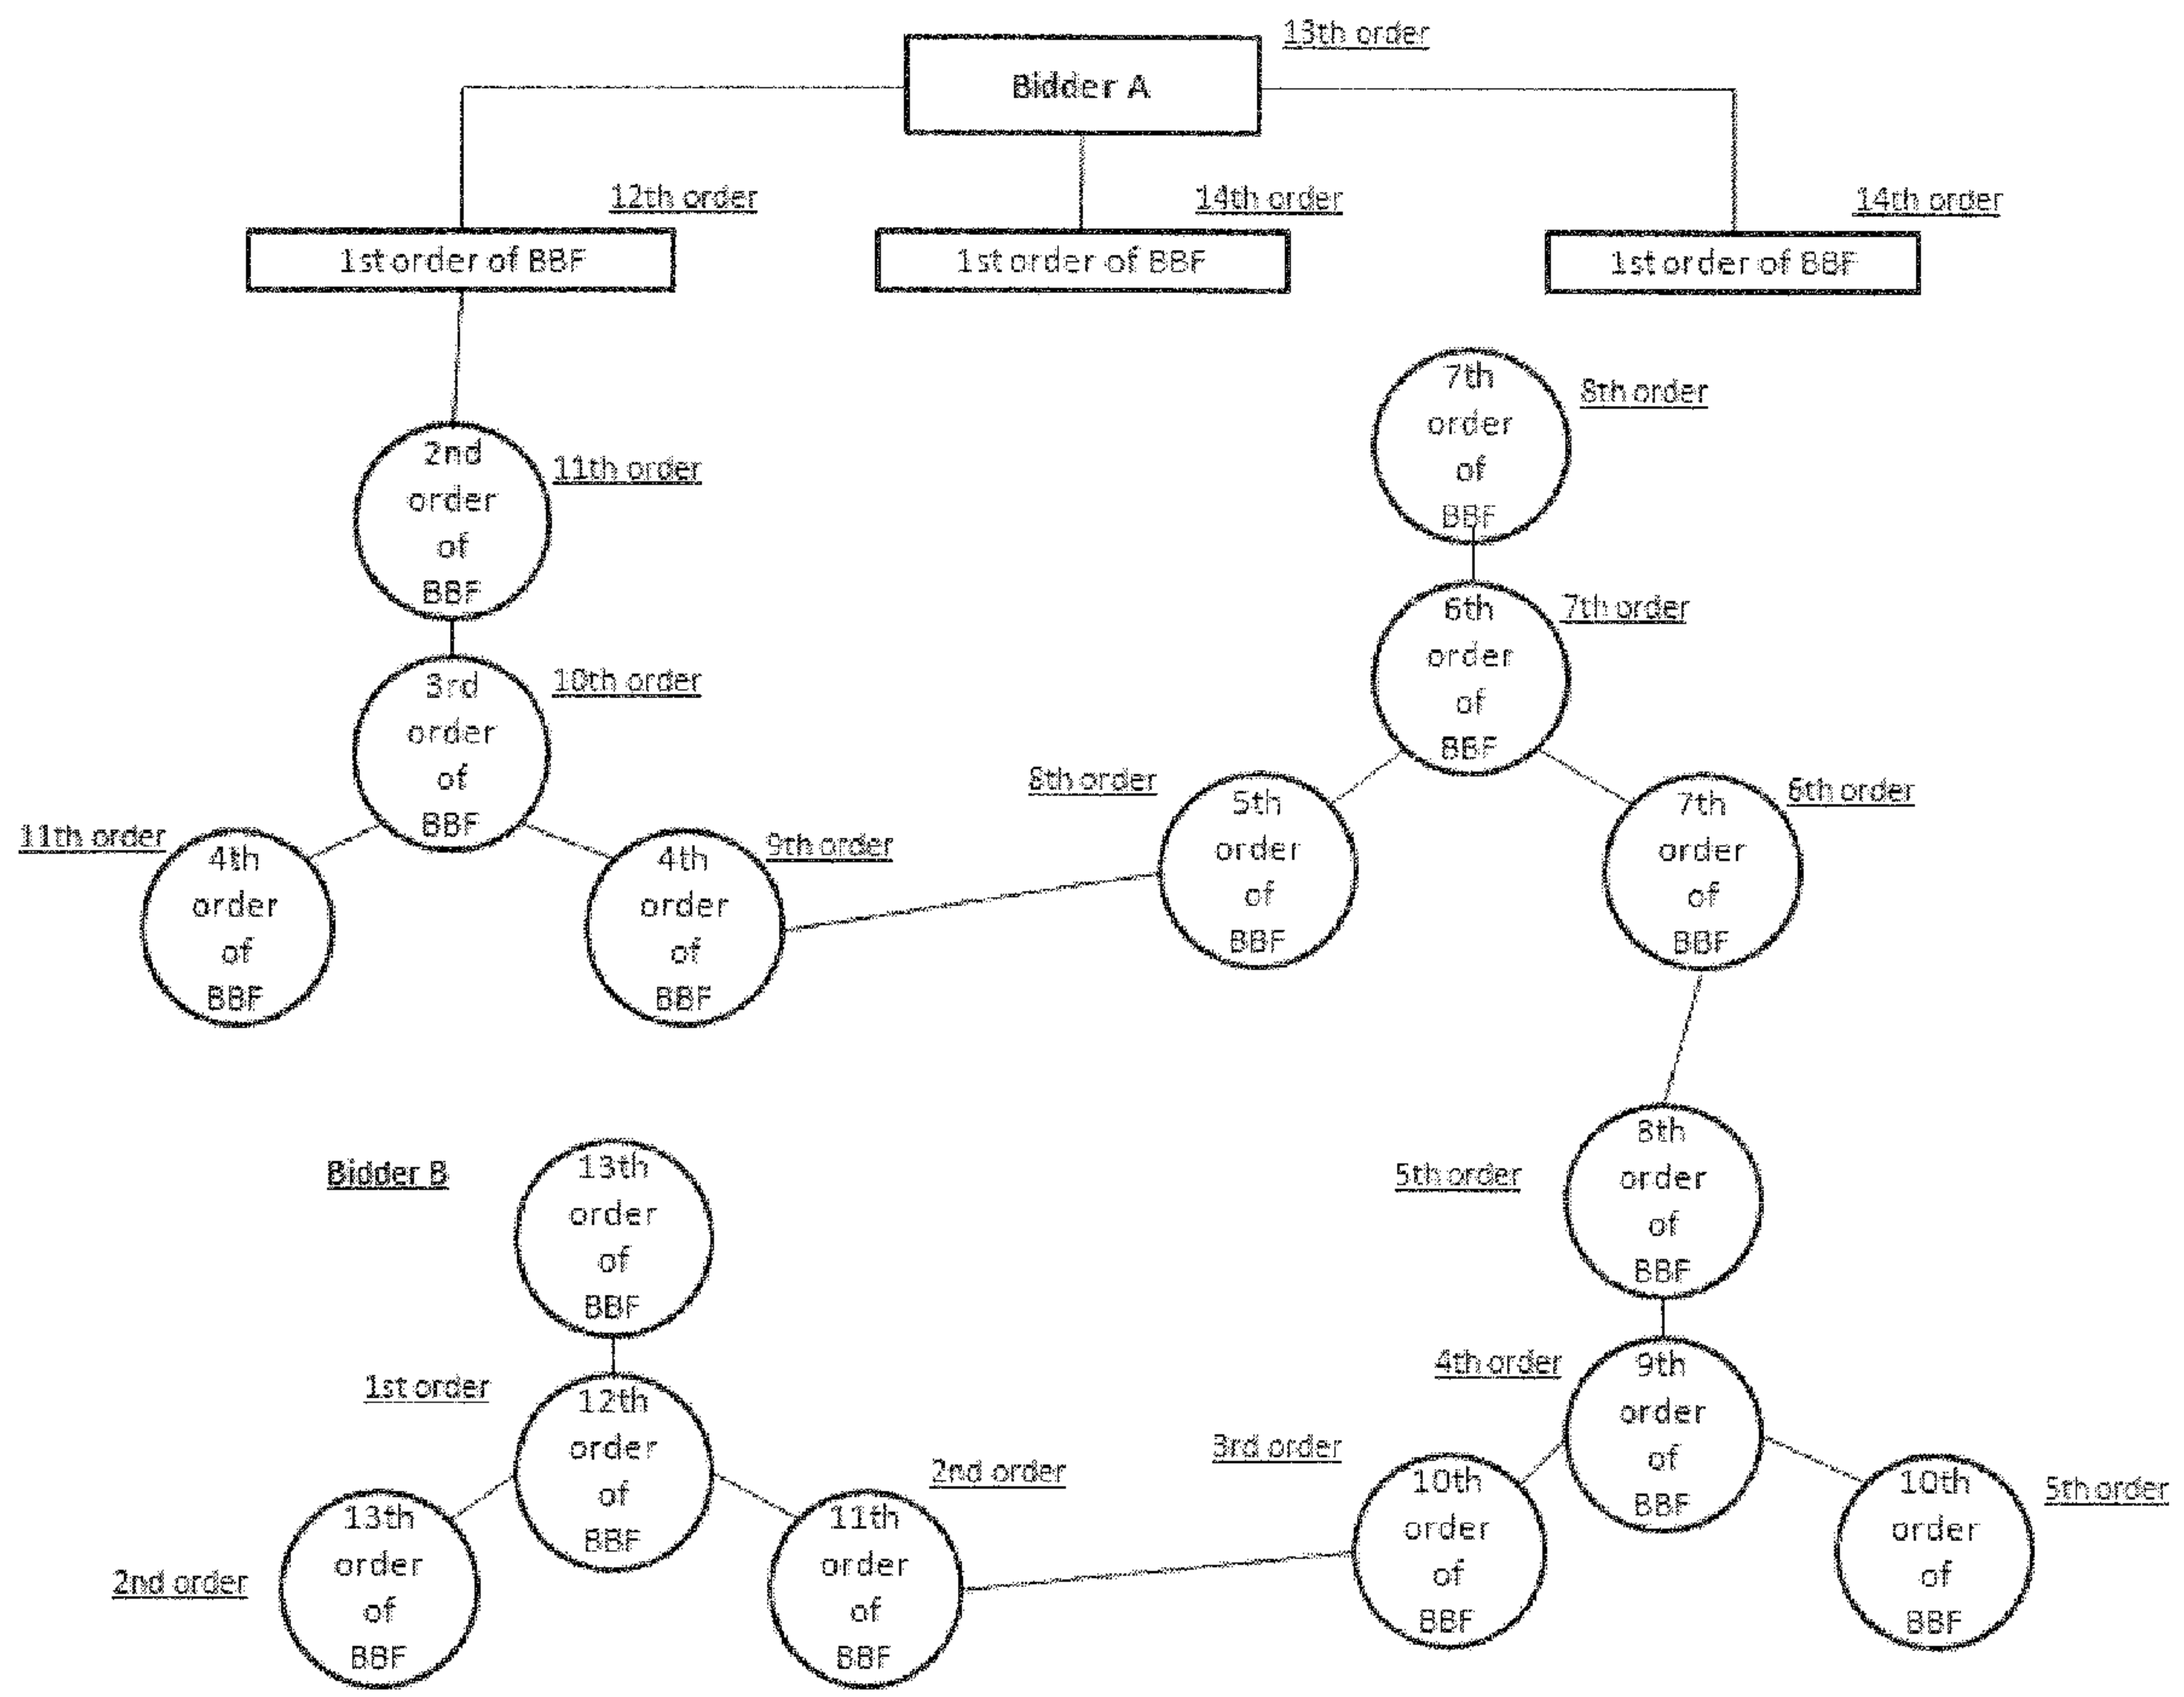 13th order
Bidder A
12th order
14th order
14th order
1st order of BBF
1st order of BBF
1st order of BBF
2nd
order
of
BBF
11th order
7th
order
of
BBF
8th order
3rd
order
of
BBF
10th order
6th
order
of
BBF
7th order
11th order
4th
order
of
BBF
4th
order
of
BBF
9th order
8th order
5th
order
of
BBF
7th
order
of
BBF
6th order
Bidder B
13th
order
of
BBF
5th order
8th
order
of
BBF
1st order
12th
order
of
BBF
4th order
9th
order
of
BBF
2nd order
13th
order
of
BBF
11th
order
of
BBF
2nd order
3rd order
10th
order
of
BBF
10th
order
of
BBF
5th order